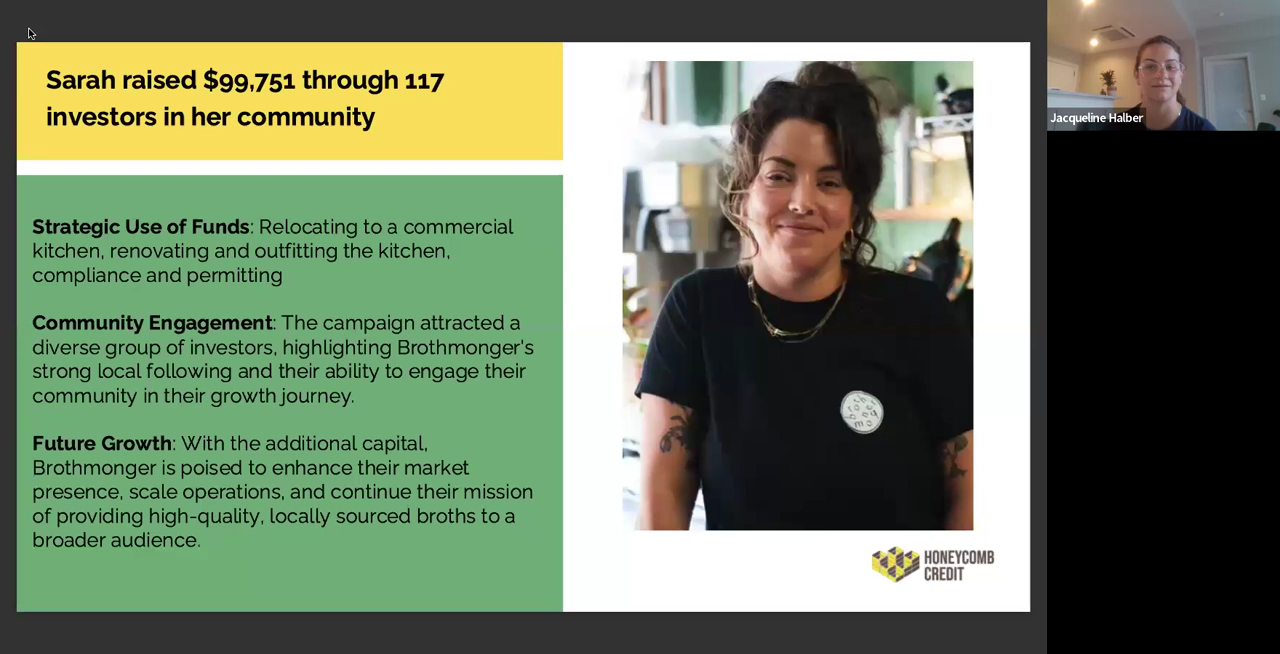 Sarah raised $99,751 through 117
investors in her community
Strategic Use of Funds: Relocating to a commercial
kitchen, renovating and outfitting the kitchen,
compliance and permitting
Community Engagement: The campaign attracted a
diverse group of investors, highlighting Brothmonger's
strong local following and their ability to engage their
community in their growth journey.
Future Growth: With the additional capital,
Brothmonger is poised to enhance their market
presence, scale operations, and continue their mission
of providing high-quality, locally sourced broths to a
broader audience.
HONEYCOMB
CREDIT
Jacqueline Halber